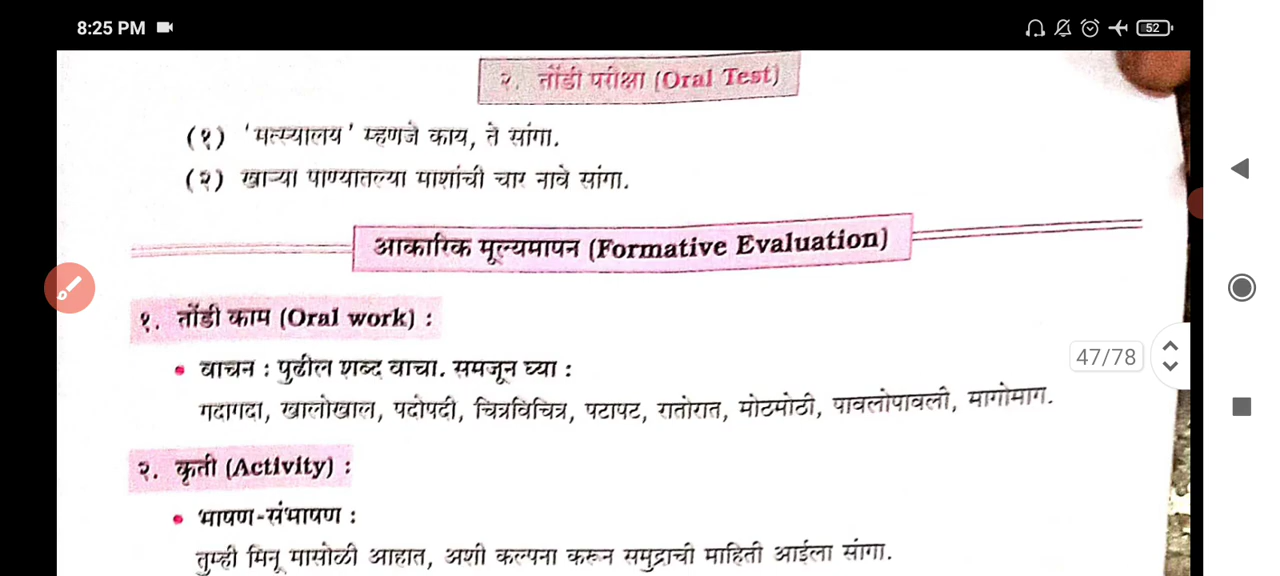 8:25 PM
52
२. तोंडी परीक्षा (Oral Test)
(१) 'मत्स्यालय' म्हणजे काय, ते सांगा.
(२) खाऱ्या पाण्यातल्या माशांची चार नावे सांगा.
आकारिक मूल्यमापन (Formative Evaluation)
१. तोंडी काम (Oral work) :
• वाचन : पुढील शब्द वाचा. समजून घ्या :
47/78
गदागदा, खालोखाल, पदोपदी, चित्रविचित्र, पटापट, रातोरात, मोठमोठी, पावलोपावली, मागोमाग.
२. कृती (Activity) :
• भाषण-संभाषण :
तुम्ही मिनू मासोळी आहात, अशी कल्पना करून समुद्राची माहिती आईला सांगा.